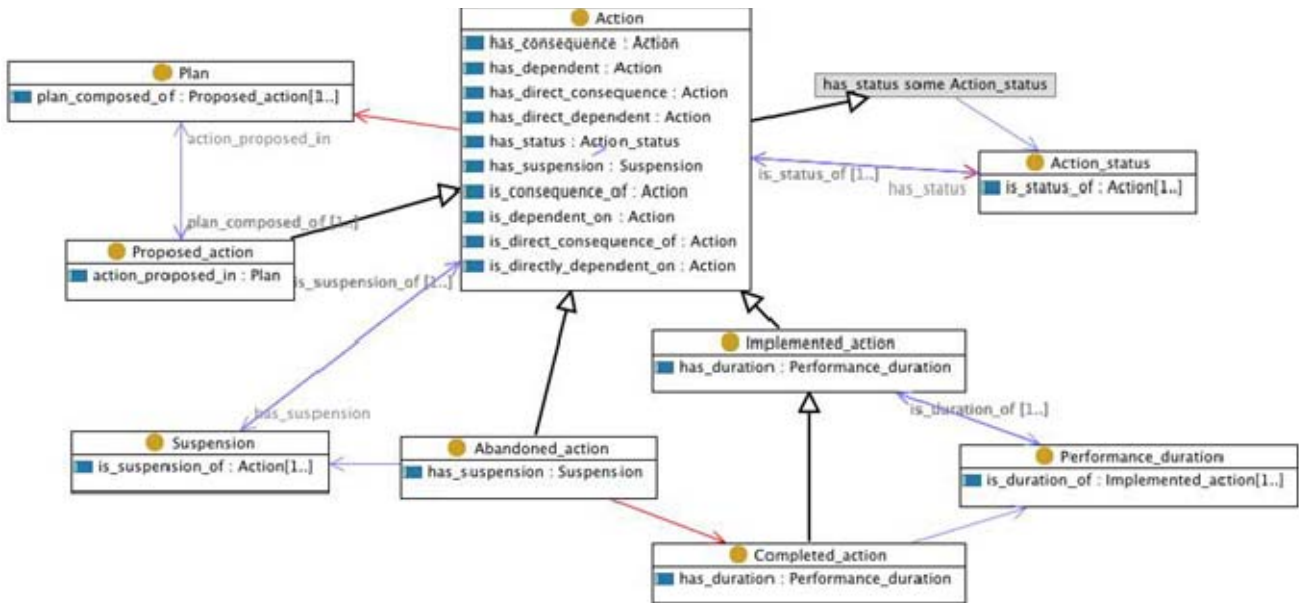 Action
has_consequence : Action
has_dependent : Action
has_direct_consequence : Action
has_direct_dependent : Action
has_status : Action_status
has_suspension : Suspension
is_consequence_of : Action
is_dependent_on : Action
is_direct_consequence_of : Action
is_directly_dependent_on : Action
Plan
plan_composed_of : Proposed_action[1..]
action_proposed_in
plan_composed_of [1..]
Proposed_action
action_proposed_in : Plan
is_suspension_of [1..]
has_status some Action_status
is_status_of [1..]
has_status
Action_status
is_status_of : Action[1..]
Implemented_action
has_duration : Performance_duration
is_duration_of [1..]
has_suspension
Suspension
is_suspension_of : Action[1..]
Abandoned_action
has_suspension : Suspension
Performance_duration
is_duration_of : Implemented_action[1..]
Completed_action
has_duration : Performance_duration